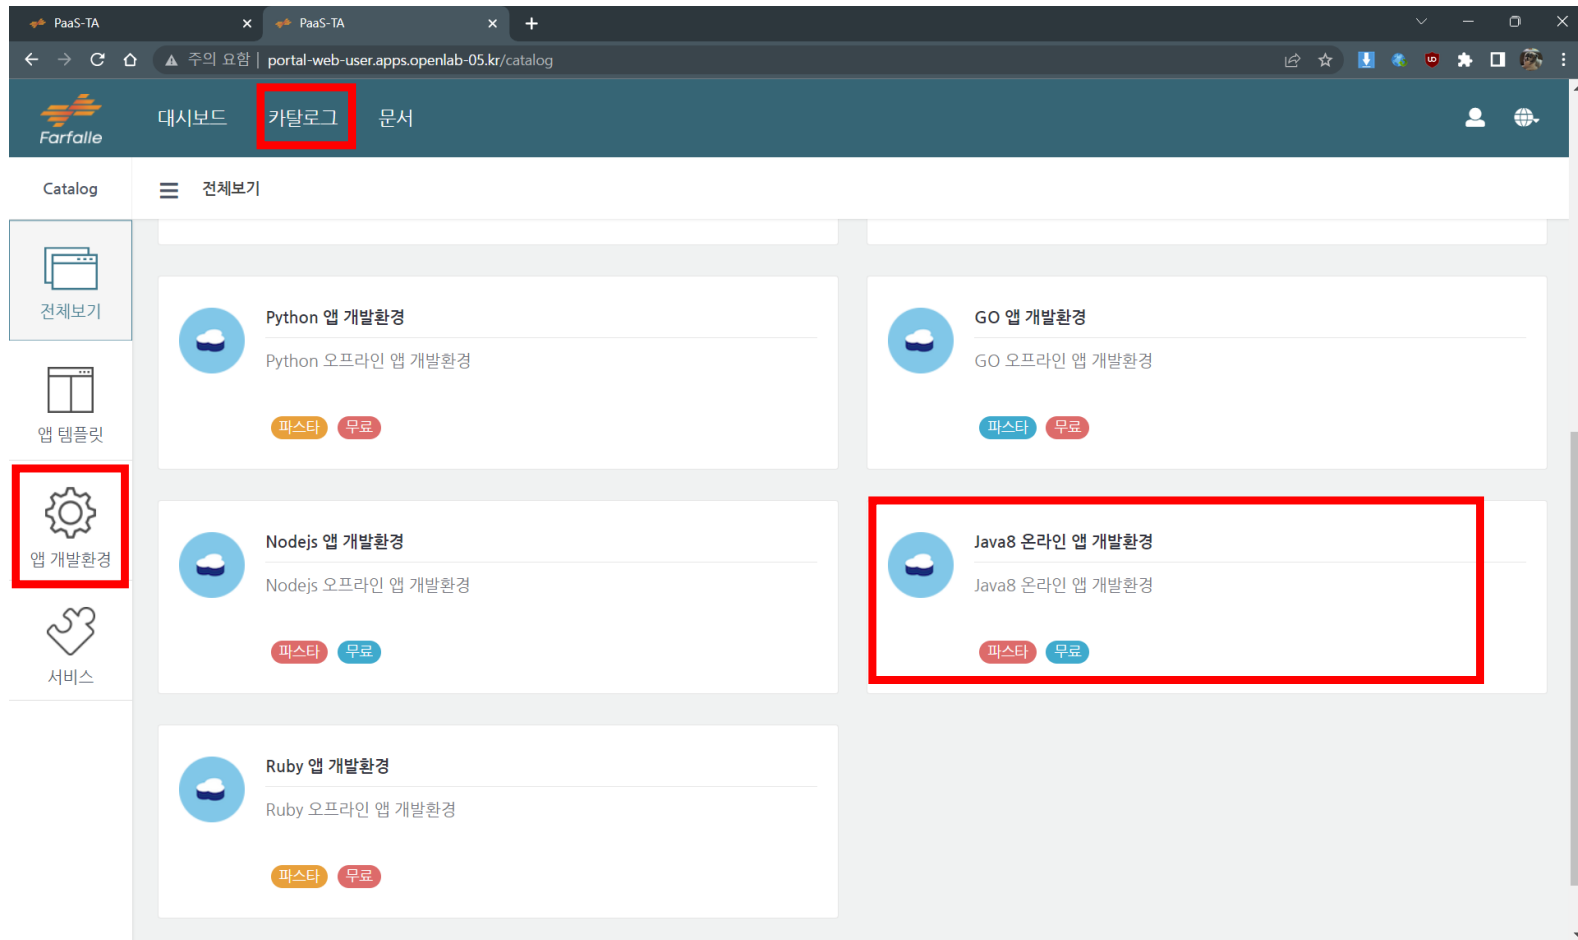 PaaS-TA
PaaS-TA
주의 요함 | portal-web-user.apps.openlab-05.kr/catalog
Farfalle
대시보드 카탈로그 문서
Catalog
전체보기
전체보기
앱 템플릿
앱 개발환경
서비스
Python 앱 개발환경
Python 오프라인 앱 개발환경
파스타 무료
GO 앱 개발환경
GO 오프라인 앱 개발환경
파스타 무료
Nodejs 앱 개발환경
Nodejs 오프라인 앱 개발환경
파스타 무료
Java8 온라인 앱 개발환경
Java8 온라인 앱 개발환경
파스타 무료
Ruby 앱 개발환경
Ruby 오프라인 앱 개발환경
파스타 무료